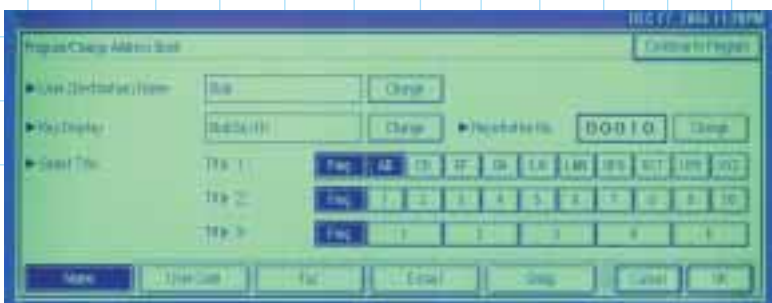 Program/Change Address Book
Continue to Program
▶ User (Destination) Name Change
▶ Key Display Change ▶ Registration No. 00010 Change
▶ Select Title Title 1: Freq. AB CD EF GH IJK LMN OPQ RST UVW XYZ
Title 2: Freq. 1 2 3 4 5 6 7 8 9 10
Title 3: Freq. 1 2 3 4 5
Name User Code Fax E-mail Cancel OK